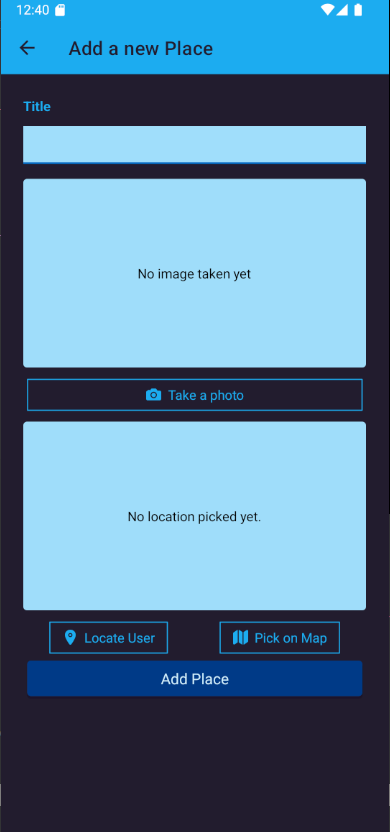 12:40
Add a new Place
Title
No image taken yet
Take a photo
No location picked yet.
Locate User
Pick on Map
Add Place